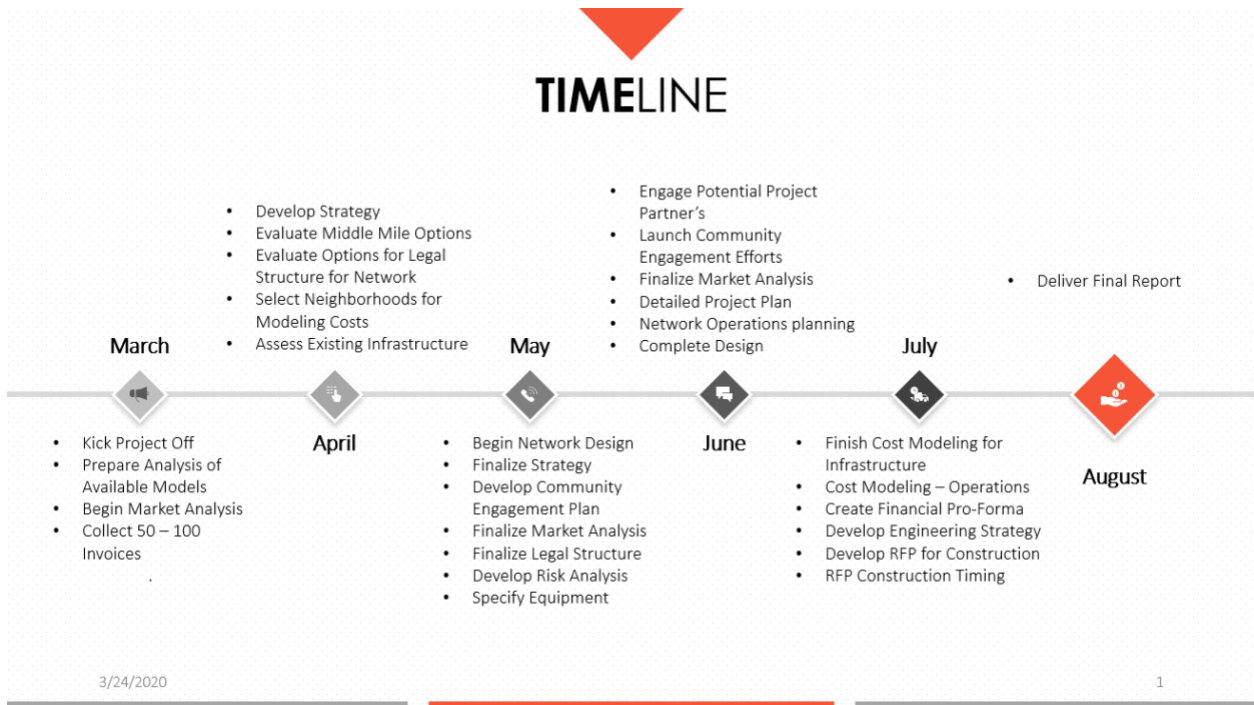 TIMELINE
• Engage Potential Project
Partner's
• Launch Community
Engagement Efforts
• Finalize Market Analysis
• Detailed Project Plan
• Network Operations planning
• Complete Design
• Develop Strategy
• Evaluate Middle Mile Options
• Evaluate Options for Legal
Structure for Network
• Select Neighborhoods for
Modeling Costs
• Assess Existing Infrastructure
• Deliver Final Report
March
May
July
April
June
August
• Kick Project Off
• Prepare Analysis of
Available Models
• Begin Market Analysis
• Collect 50 – 100
Invoices
.
• Begin Network Design
• Finalize Strategy
• Develop Community
Engagement Plan
• Finalize Market Analysis
• Finalize Legal Structure
• Develop Risk Analysis
• Specify Equipment
• Finish Cost Modeling for
Infrastructure
• Cost Modeling – Operations
• Create Financial Pro-Forma
• Develop Engineering Strategy
• Develop RFP for Construction
• RFP Construction Timing
3/24/2020
1